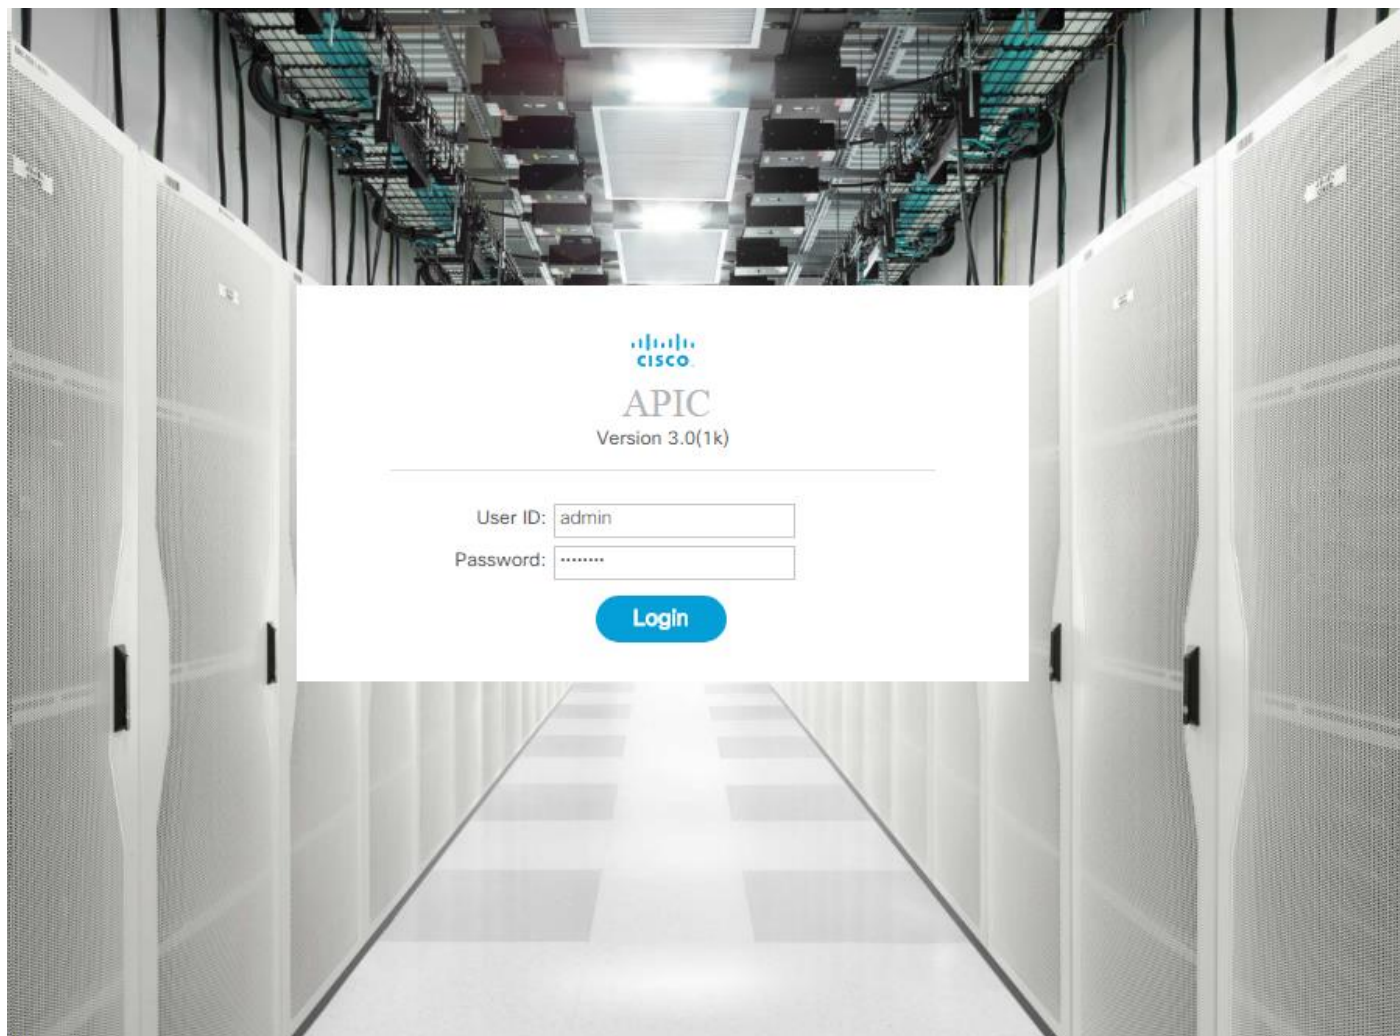 CISCO
APIC
Version 3.0(1k)
User ID: admin
Password: ········
Login